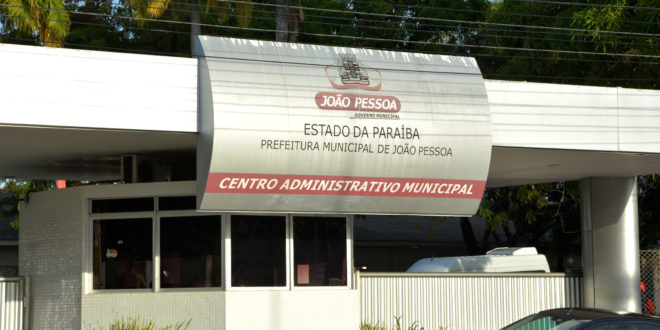 JOÃO PESSOA
GOVERNO MUNICIPAL
ESTADO DA PARAÍBA
PREFEITURA MUNICIPAL DE JOÃO PESSOA
CENTRO ADMINISTRATIVO MUNICIPAL